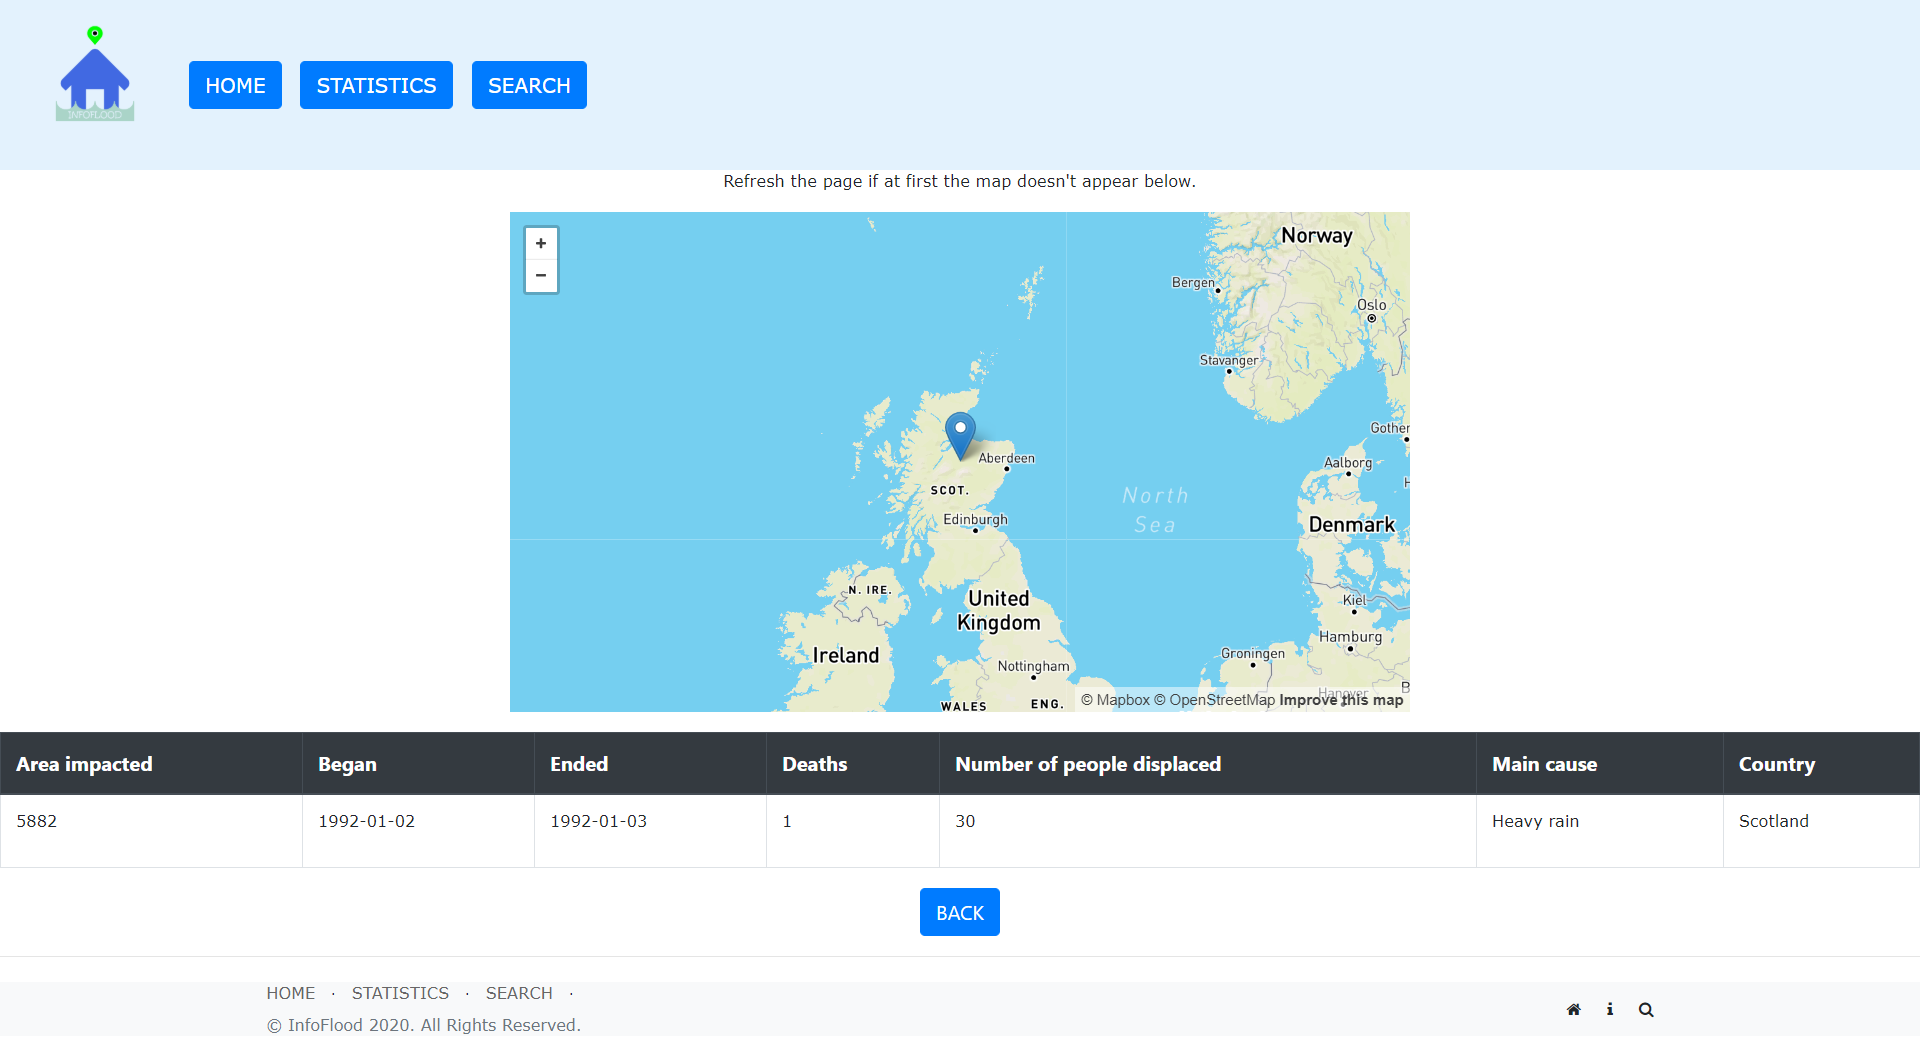 INFOFLOOD
HOME STATISTICS SEARCH
Refresh the page if at first the map doesn't appear below.
+
−
Norway
Bergen
Oslo
Stavanger
Gother
Aberdeen
Aalborg
SCOT.
North
Sea
Edinburgh
Denmark
N. IRE.
United
Kingdom
Kiel
Hamburg
Ireland
Groningen
Nottingham
Hanover
WALES
ENG.
© Mapbox © OpenStreetMap Improve this map
Area impacted Began Ended Deaths Number of people displaced Main cause Country
5882 1992-01-02 1992-01-03 1 30 Heavy rain Scotland
BACK
HOME · STATISTICS · SEARCH ·
© InfoFlood 2020. All Rights Reserved.